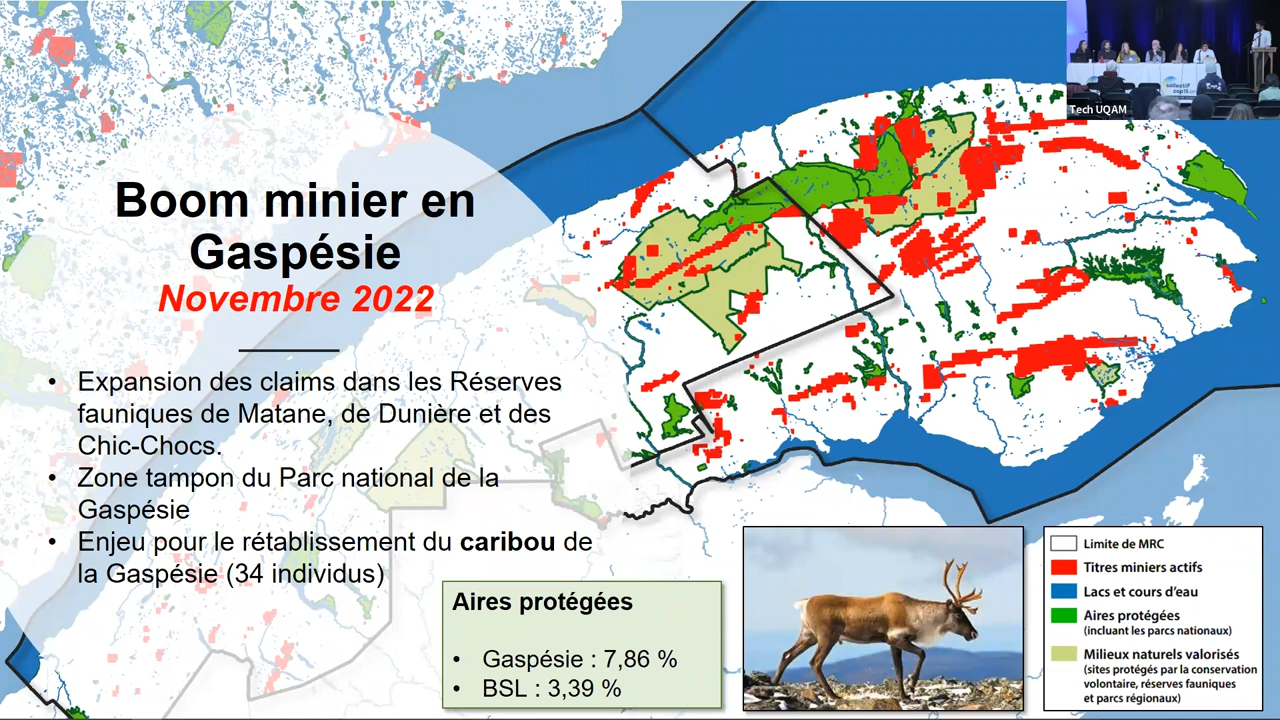 Boom minier en
Gaspésie
Novembre 2022
• Expansion des claims dans les Réserves
fauniques de Matane, de Dunière et des
Chic-Chocs.
• Zone tampon du Parc national de la
Gaspésie
• Enjeu pour le rétablissement du caribou de
la Gaspésie (34 individus)
Aires protégées
• Gaspésie : 7,86 %
• BSL : 3,39 %
Limite de MRC
Titres miniers actifs
Lacs et cours d'eau
Aires protégées
(incluant les parcs nationaux)
Milieux naturels valorisés
(sites protégés par la conservation
volontaire, réserves fauniques
et parcs régionaux)
collectif
cop15.org
Tech UQAM